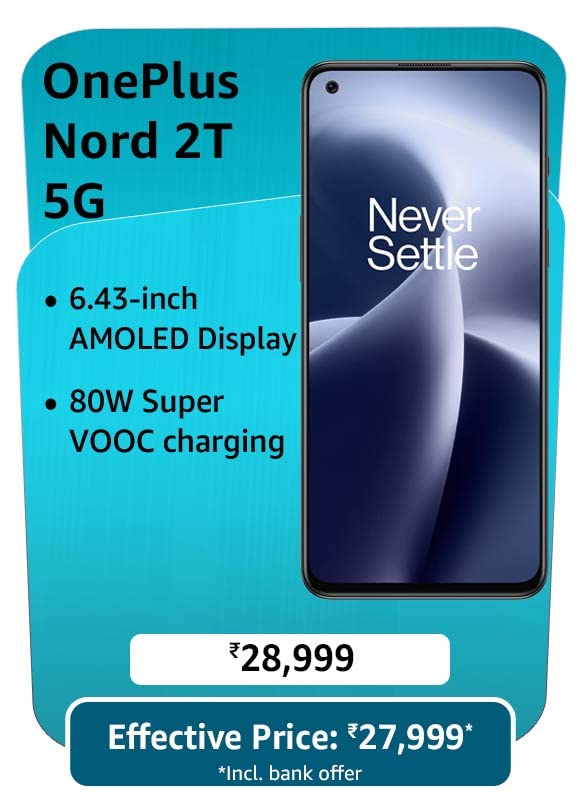 OnePlus
Nord 2T
5G
• 6.43-inch
AMOLED Display
• 80W Super
VOOC charging
Never
Settle
₹28,999
Effective Price: ₹27,999*
*Incl. bank offer